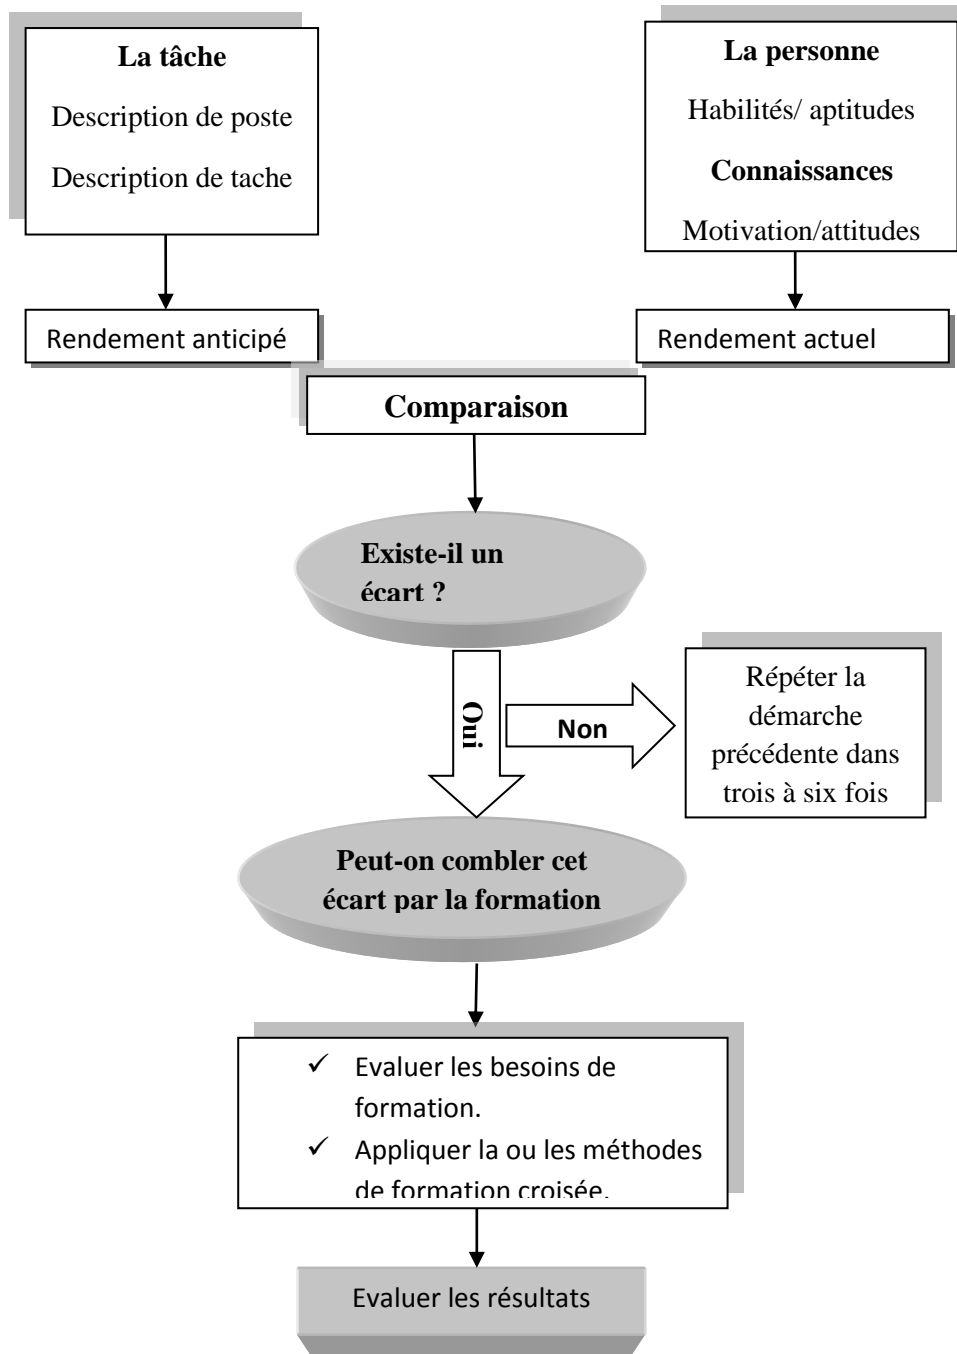 La tâche
Description de poste
Description de tache
La personne
Habilités/ aptitudes
Connaissances
Motivation/attitudes
Rendement anticipé
Rendement actuel
Comparaison
Existe-il un
écart ?
Oui
Non
Répéter la
démarche
précédente dans
trois à six fois
Peut-on combler cet
écart par la formation
✓ Evaluer les besoins de
formation.
✓ Appliquer la ou les méthodes
de formation croisée.
Evaluer les résultats